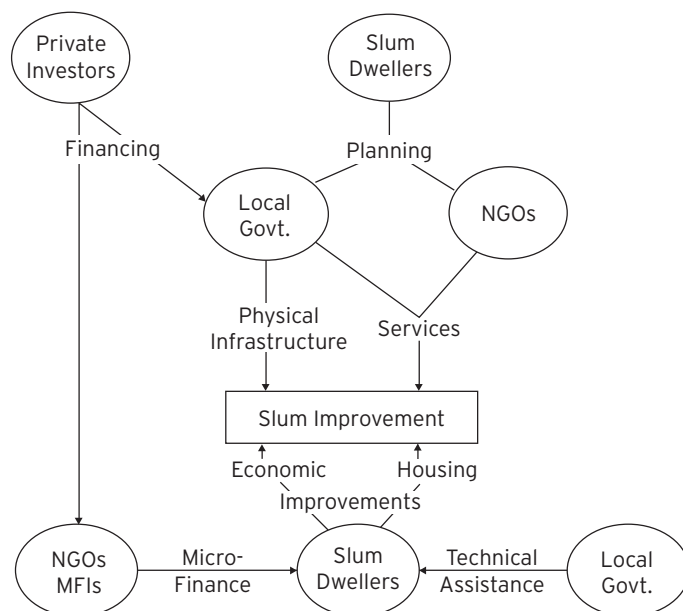 Private
Investors
Slum
Dwellers
Financing
Planning
Local
Govt.
NGOs
Physical
Infrastructure
Services
Slum Improvement
Economic
Housing
Improvements
NGOs
MFIs
Micro-
Finance
Slum
Dwellers
Technical
Assistance
Local
Govt.